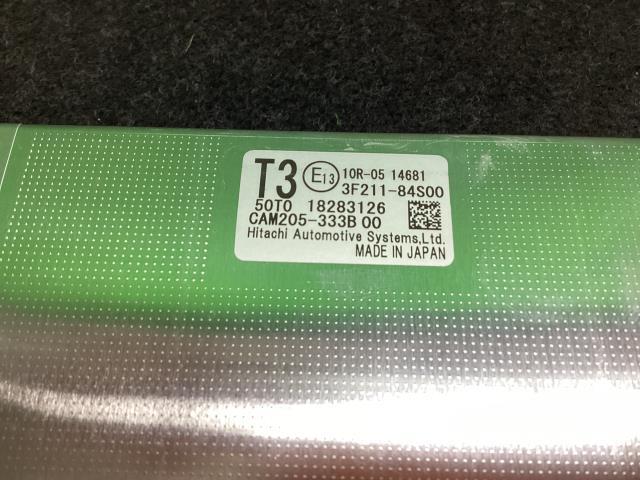 T3 E13 10R-05 14681
3F211-84S00
50T0 18283126
CAM205-333B 00
Hitachi Automotive Systems,Ltd.
MADE IN JAPAN